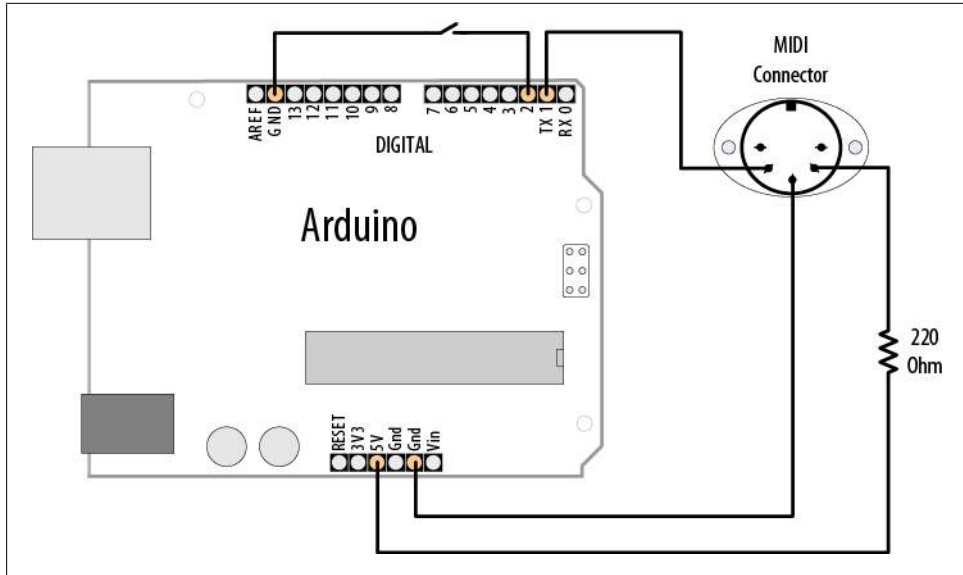 MIDI
Connector
AREF
GND
13
12
11
10
9
8
7
6
5
4
3
2
TX 1
RX 0
DIGITAL
Arduino
220
Ohm
RESET
3V3
5V
Gnd
Gnd
Vin